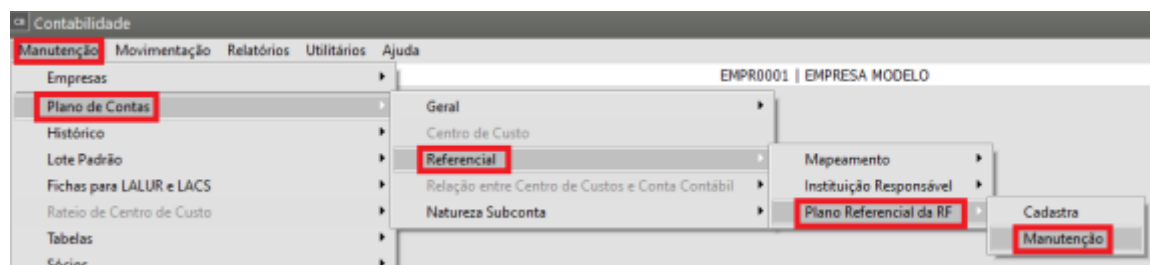 CB Contabilidade
Manutenção Movimentação Relatórios Utilitários Ajuda
Empresas EMPR0001 | EMPRESA MODELO
Plano de Contas Geral
Histórico Centro de Custo
Lote Padrão Referencial Mapeamento
Fichas para LALUR e LACS Relação entre Centro de Custos e Conta Contábil Instituição Responsável
Rateio de Centro de Custo Natureza Subconta Plano Referencial da RF Cadastra
Tabelas Manutenção
Sócios